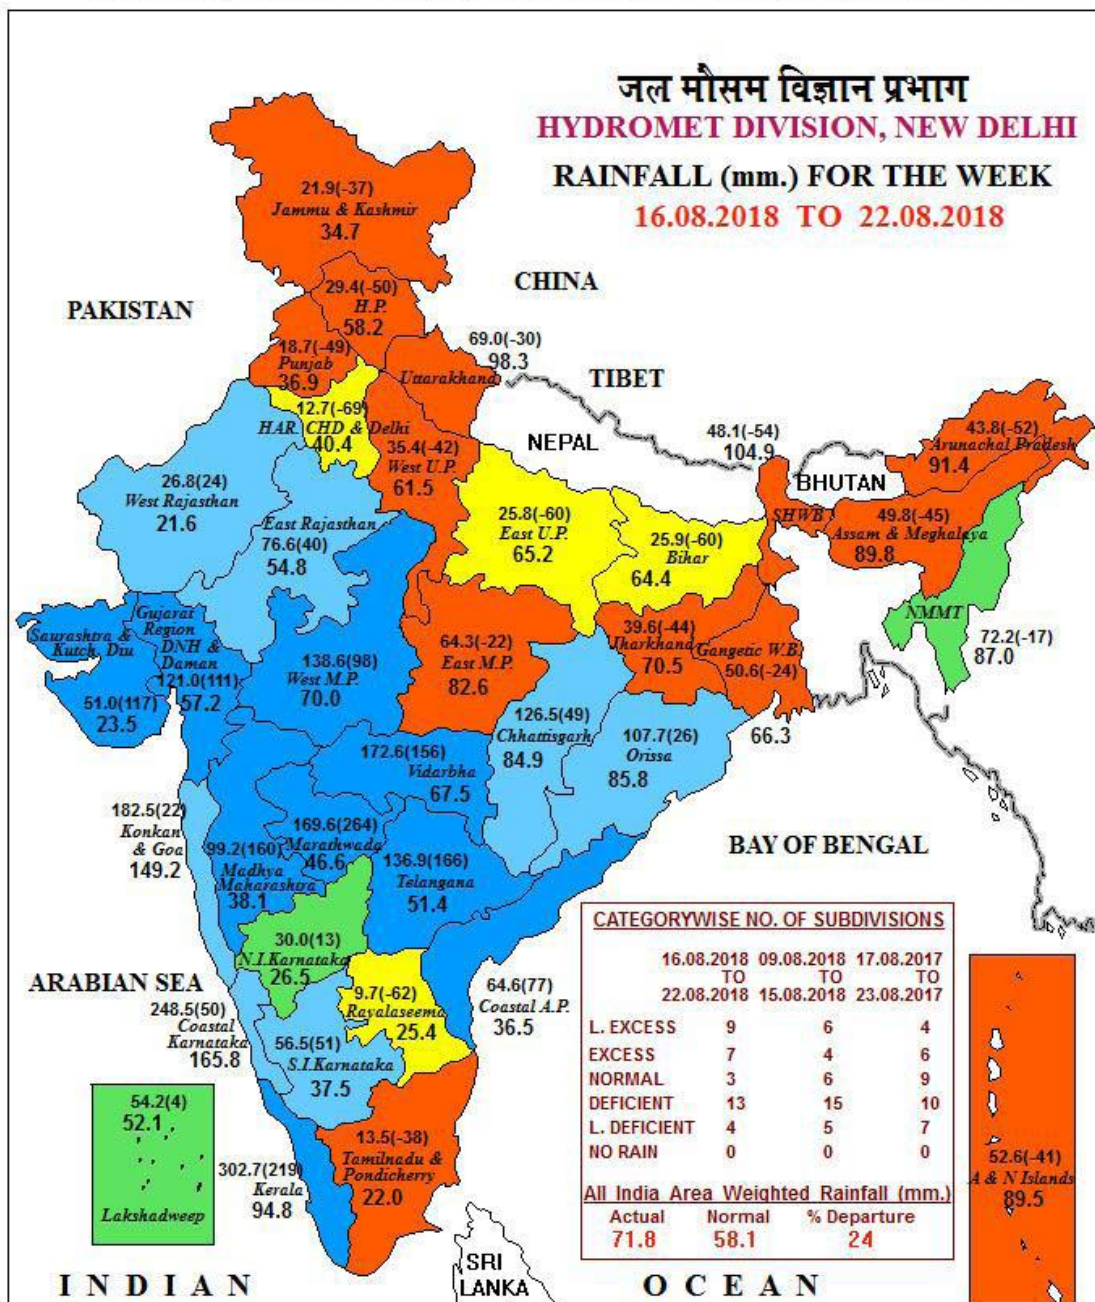 जल मौसम विज्ञान प्रभाग
HYDROMET DIVISION, NEW DELHI
RAINFALL (mm.) FOR THE WEEK
16.08.2018 TO 22.08.2018
21.9(-37)
Jammu & Kashmir
34.7
CHINA
PAKISTAN
29.4(-50)
H.P.
58.2
18.7(-49)
Punjab
36.9
69.0(-30)
98.3
Uttarakhand
TIBET
12.7(-69)
HAR. CHD & Delhi
40.4
35.4(-42)
West U.P.
61.5
NEPAL
48.1(-54)
104.9
BHUTAN
43.8(-52)
Arunachal Pradesh
91.4
26.8(24)
West Rajasthan
21.6
East Rajasthan
76.6(40)
54.8
25.8(-60)
East U.P.
65.2
25.9(-60)
Bihar
64.4
SHWB
49.8(-45)
Assam & Meghalaya
89.8
NMMT
72.2(-17)
87.0
Saurashtra &
Kutch, Diu
51.0(117)
23.5
Gujarat
Region
DNH &
Daman
121.0(111)
57.2
138.6(98)
West M.P.
70.0
64.3(-22)
East M.P.
82.6
39.6(-44)
Jharkhand
70.5
Gangetic W.B.
50.6(-24)
66.3
126.5(49)
Chhattisgarh
84.9
107.7(26)
Orissa
85.8
172.6(156)
Vidarbha
67.5
182.5(22)
Konkan
& Goa
149.2
99.2(160)
Madhya
Maharashtra
38.1
169.6(264)
Marathwada
46.6
136.9(166)
Telangana
51.4
BAY OF BENGAL
30.0(13)
N.I.Karnataka
26.5
ARABIAN SEA
248.5(50)
Coastal
Karnataka
165.8
9.7(-62)
Rayalaseema
25.4
64.6(77)
Coastal A.P.
36.5
56.5(51)
S.I.Karnataka
37.5
54.2(4)
52.1
Lakshadweep
302.7(219)
Kerala
94.8
13.5(-38)
Tamilnadu &
Pondicherry
22.0
CATEGORYWISE NO. OF SUBDIVISIONS
16.08.2018 09.08.2018 17.08.2017
TO TO TO
22.08.2018 15.08.2018 23.08.2017
L. EXCESS 9 6 4
EXCESS 7 4 6
NORMAL 3 6 9
DEFICIENT 13 15 10
L. DEFICIENT 4 5 7
NO RAIN 0 0 0
All India Area Weighted Rainfall (mm.)
Actual Normal % Departure
71.8 58.1 24
52.6(-41)
A & N Islands
89.5
SRI
LANKA
INDIAN OCEAN